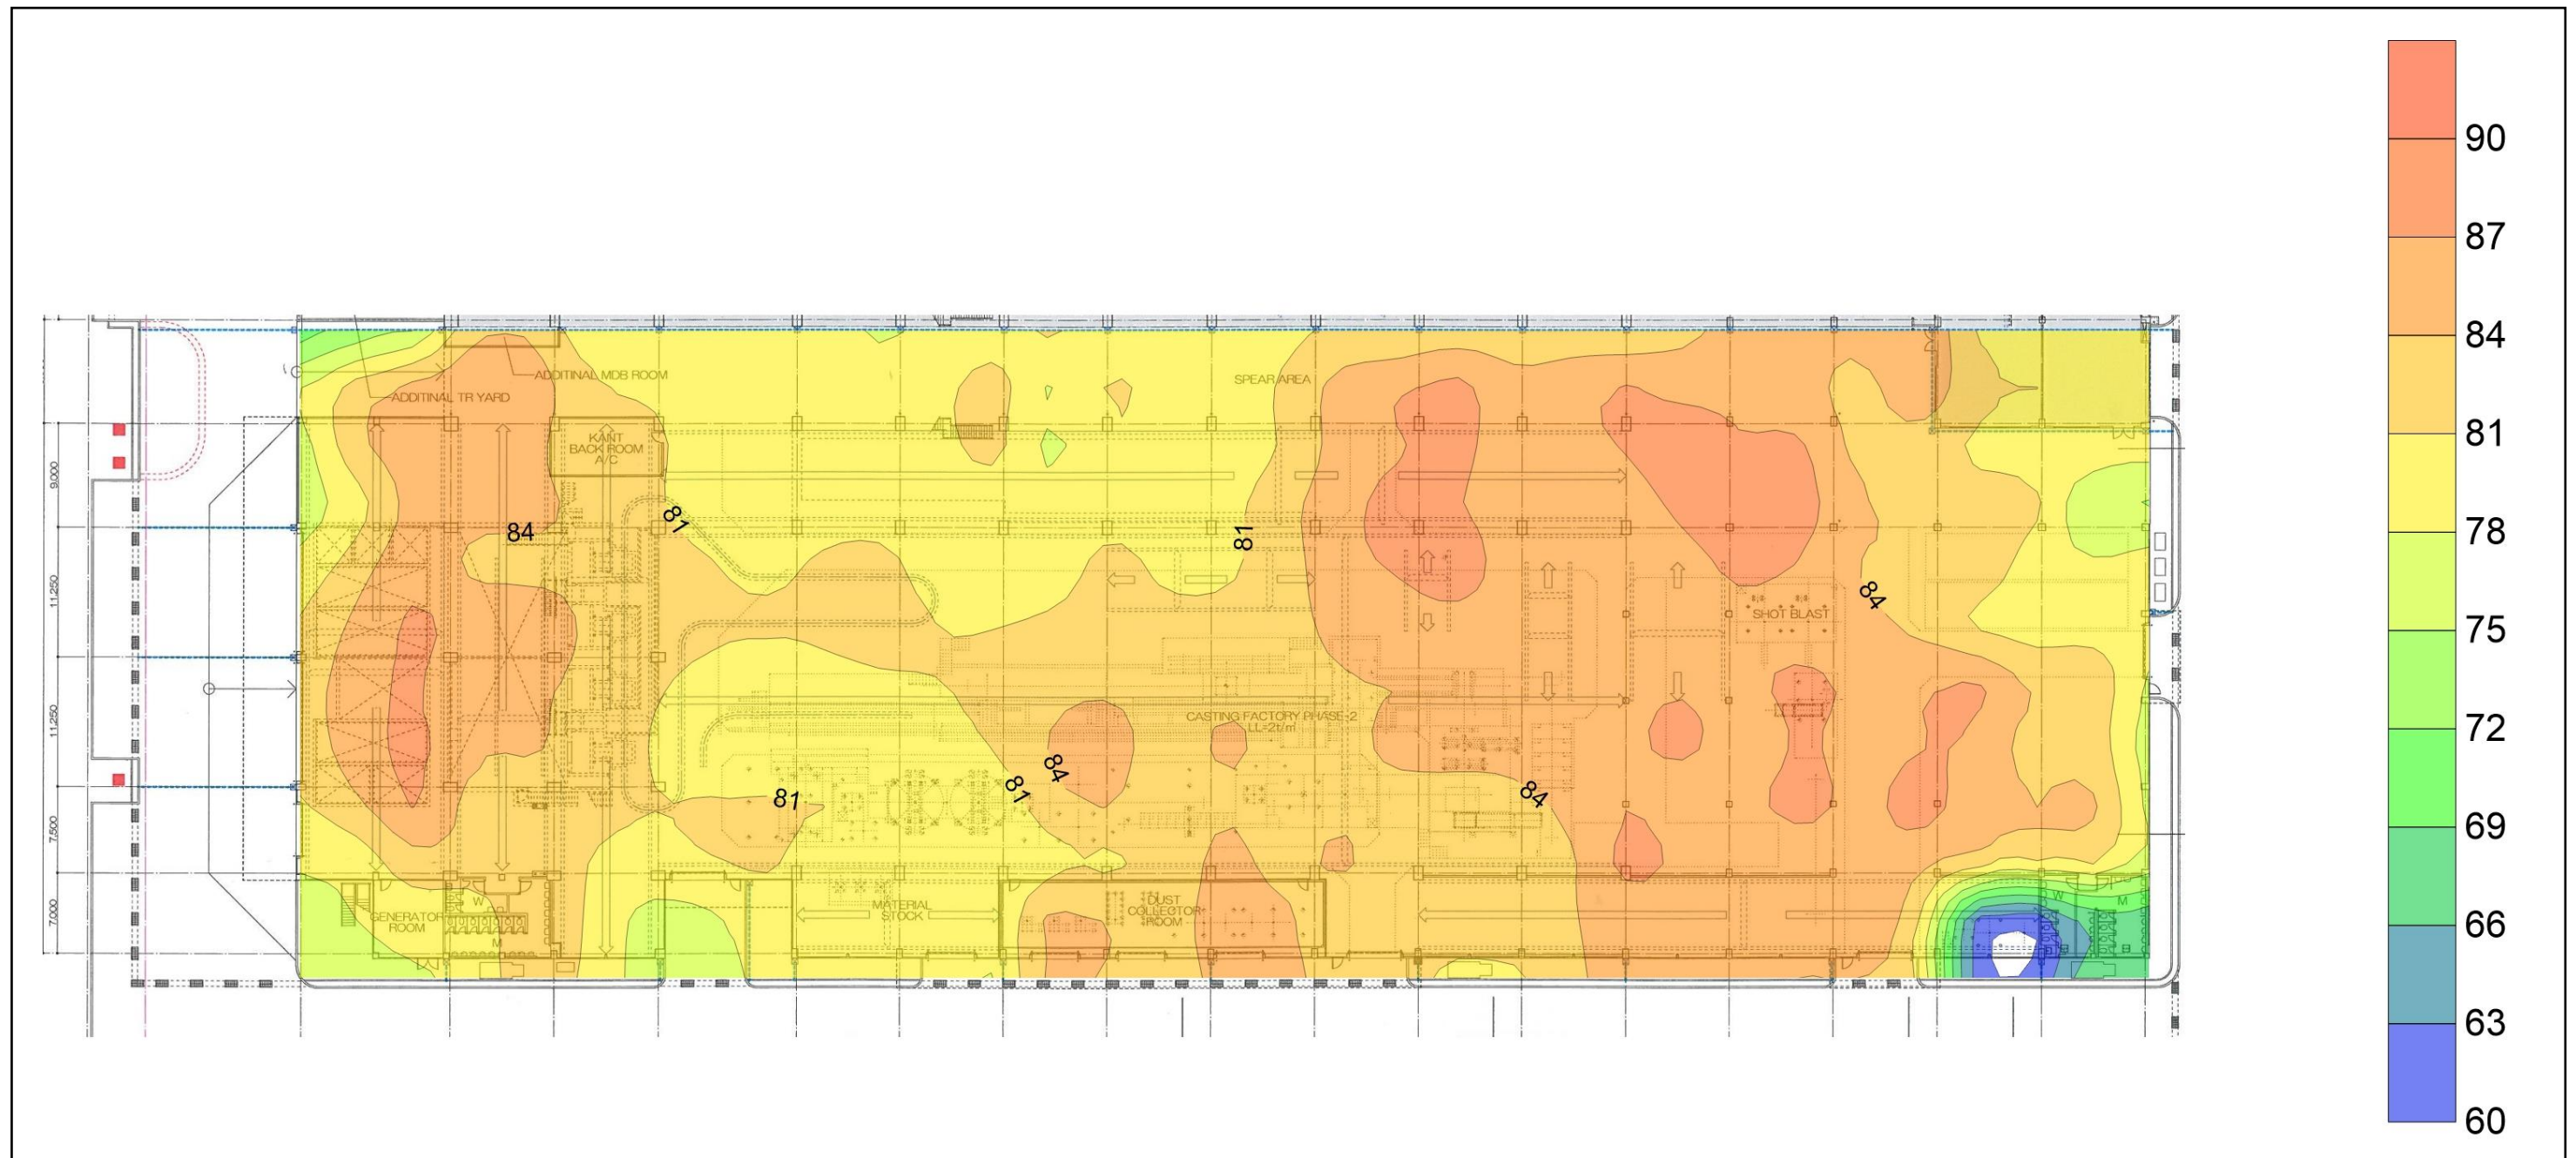 90
87
84
81
78
75
72
69
66
63
60
ADDITINAL MDB ROOM
ADDITINAL TR YARD
SPEAR AREA
KANT
BACK ROOM
A/C
9,000
84
81
81
11,250
84
SHOT BLAST
11,250
CASTING FACTORY PHASE-2
LL=2t/㎡
84
81
81
84
7,500
GENERATOR
ROOM
W
M
MATERIAL
STOCK
DUST
COLLECTOR
ROOM
W
M
7,000